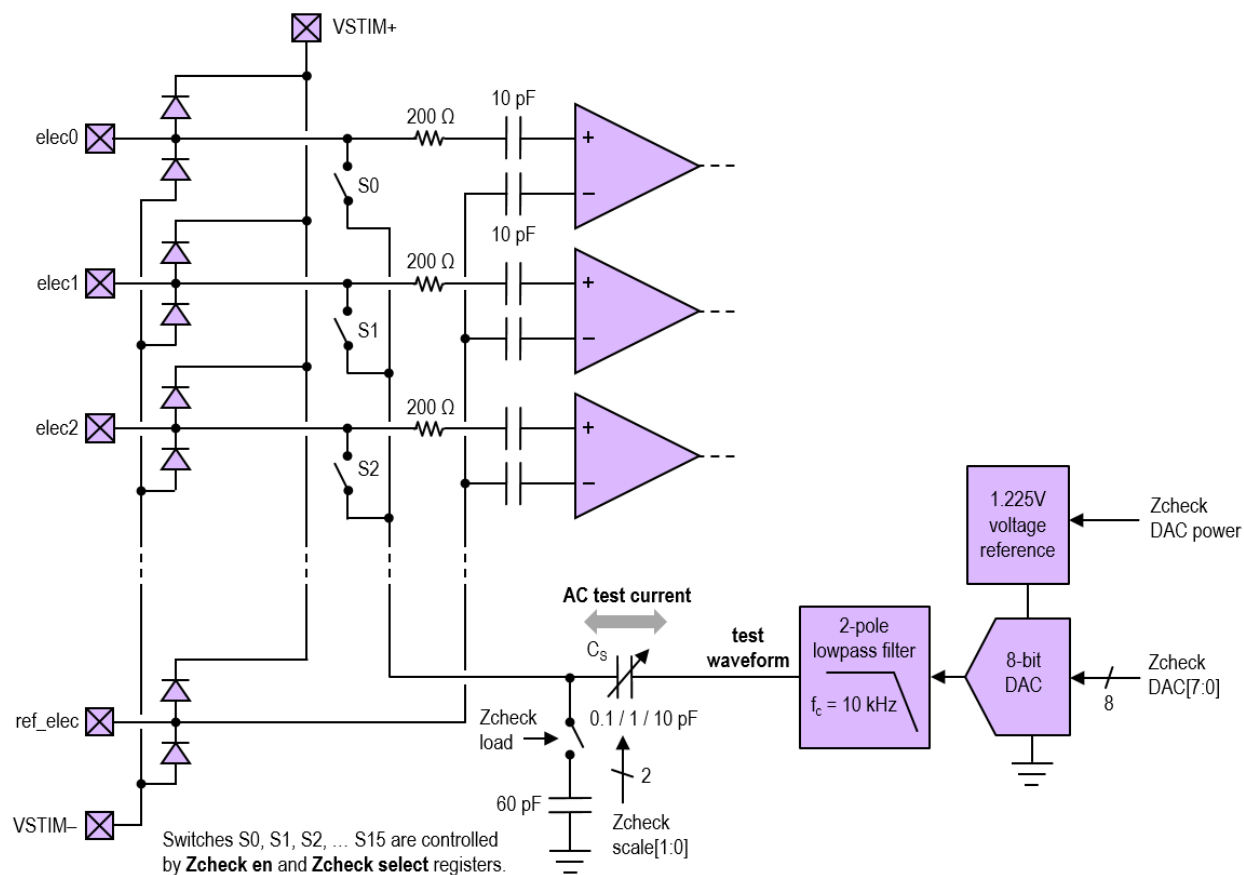 VSTIM+
10 pF
200 Ω
elec0
+
S0
–
10 pF
200 Ω
elec1
+
S1
–
200 Ω
elec2
+
S2
–
1.225V
voltage
reference
Zcheck
DAC power
AC test current
test
waveform
2-pole
lowpass filter
fc = 10 kHz
8-bit
DAC
Zcheck
DAC[7:0]
8
CS
ref_elec
Zcheck
load
0.1 / 1 / 10 pF
2
60 pF
Zcheck
scale[1:0]
VSTIM–
Switches S0, S1, S2, ... S15 are controlled
by Zcheck en and Zcheck select registers.